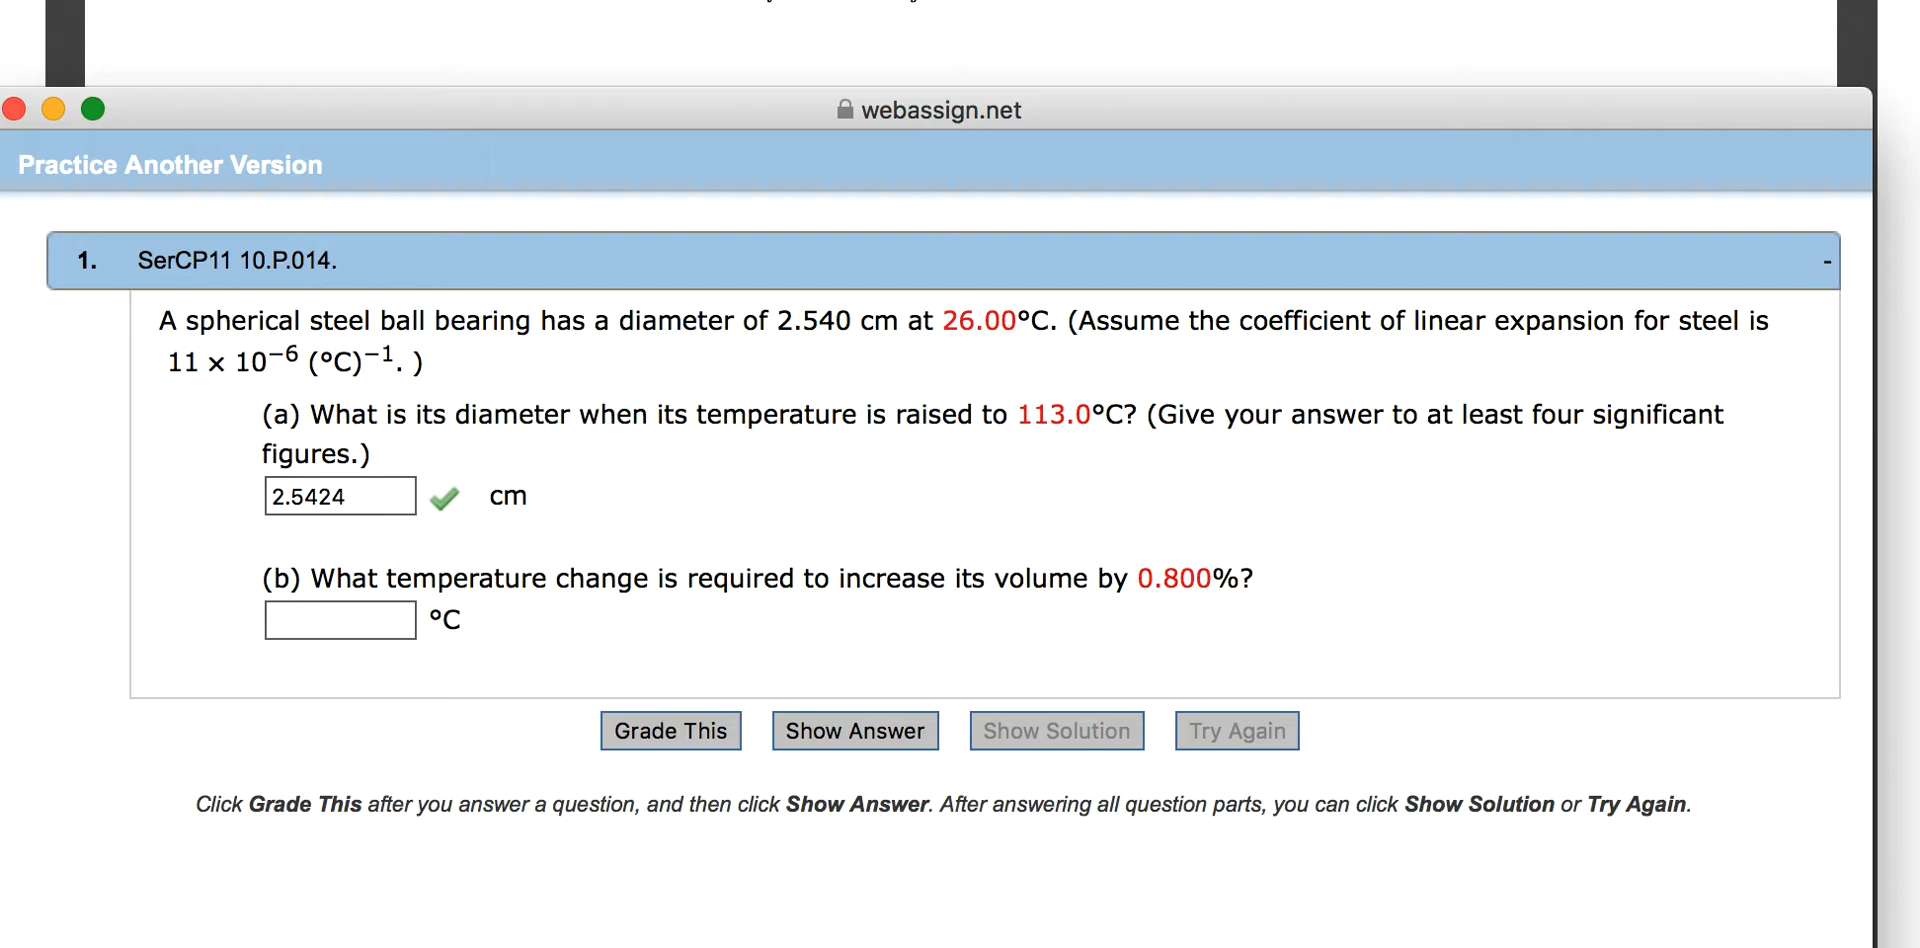 webassign.net
Practice Another Version
1. SerCP11 10.P.014. -
A spherical steel ball bearing has a diameter of 2.540 cm at 26.00°C. (Assume the coefficient of linear expansion for steel is
11 × 10⁻⁶ (°C)⁻¹. )
(a) What is its diameter when its temperature is raised to 113.0°C? (Give your answer to at least four significant
figures.)
2.5424 cm
(b) What temperature change is required to increase its volume by 0.800%?
°C
Grade This Show Answer Show Solution Try Again
Click Grade This after you answer a question, and then click Show Answer. After answering all question parts, you can click Show Solution or Try Again.